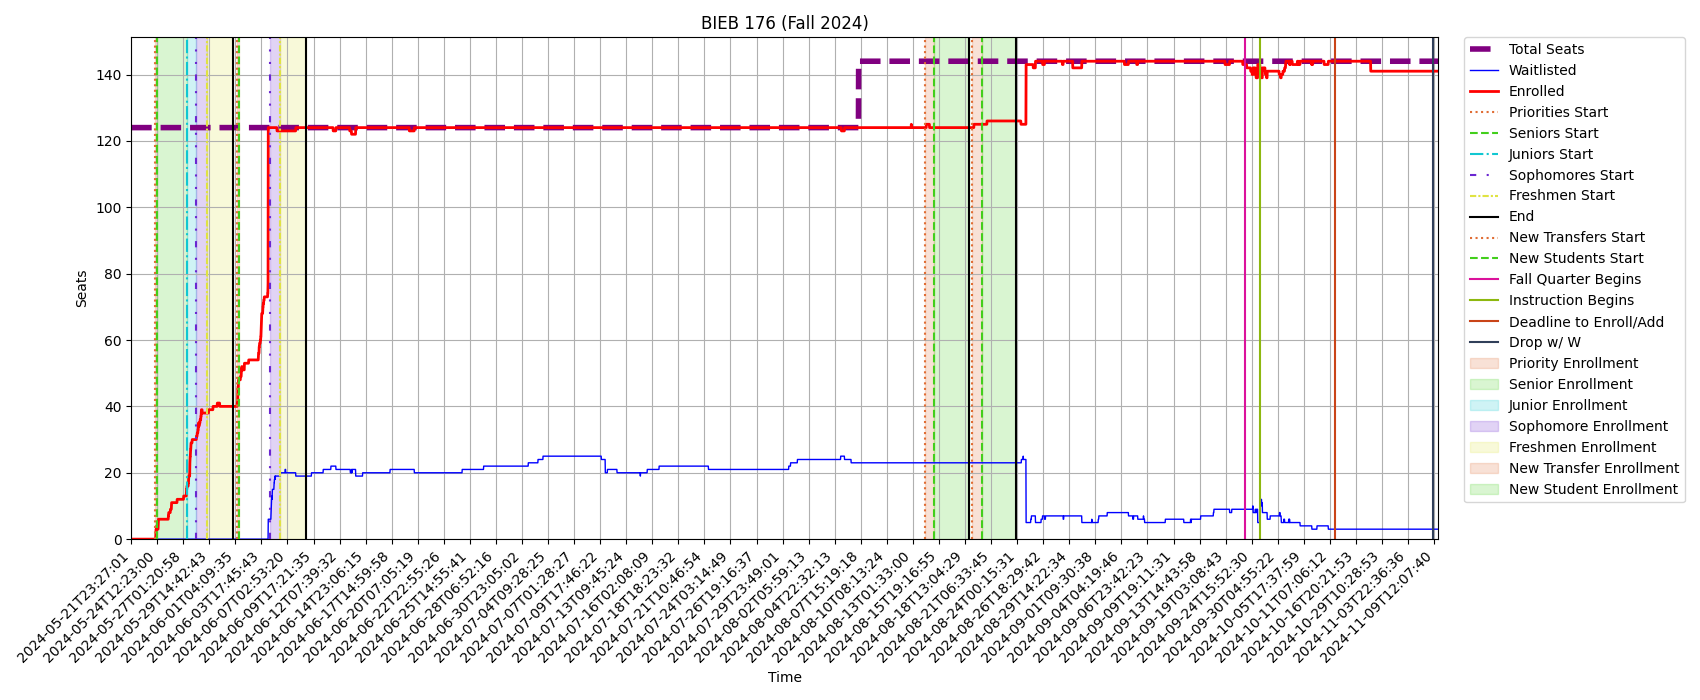 BIEB 176 (Fall 2024)
Seats
140
120
100
80
60
40
20
0
2024-05-21T23:27:01
2024-05-24T12:23:00
2024-05-27T01:20:58
2024-05-29T14:42:43
2024-06-01T04:09:35
2024-06-03T17:45:43
2024-06-07T02:53:20
2024-06-09T17:21:35
2024-06-12T07:39:32
2024-06-14T23:06:15
2024-06-17T14:59:58
2024-06-20T07:05:19
2024-06-22T22:55:26
2024-06-25T14:55:41
2024-06-28T06:52:16
2024-06-30T23:05:02
2024-07-04T09:28:25
2024-07-07T01:28:27
2024-07-09T17:46:22
2024-07-13T09:45:24
2024-07-16T02:08:09
2024-07-18T18:23:32
2024-07-21T10:46:54
2024-07-24T03:14:49
2024-07-26T19:16:37
2024-07-29T23:49:01
2024-08-02T05:59:13
2024-08-04T22:32:13
2024-08-07T15:19:18
2024-08-10T08:13:24
2024-08-13T01:33:00
2024-08-15T19:16:55
2024-08-18T13:04:29
2024-08-21T06:33:45
2024-08-24T00:15:31
2024-08-26T18:29:42
2024-08-29T14:22:34
2024-09-01T09:30:38
2024-09-04T04:19:46
2024-09-06T23:42:23
2024-09-09T19:11:31
2024-09-13T14:43:58
2024-09-19T03:08:43
2024-09-24T15:52:30
2024-09-30T04:55:22
2024-10-05T17:37:59
2024-10-11T07:06:12
2024-10-16T20:21:53
2024-10-29T10:28:53
2024-11-03T22:36:36
2024-11-09T12:07:40
Time
Total Seats
Waitlisted
Enrolled
Priorities Start
Seniors Start
Juniors Start
Sophomores Start
Freshmen Start
End
New Transfers Start
New Students Start
Fall Quarter Begins
Instruction Begins
Deadline to Enroll/Add
Drop w/ W
Priority Enrollment
Senior Enrollment
Junior Enrollment
Sophomore Enrollment
Freshmen Enrollment
New Transfer Enrollment
New Student Enrollment